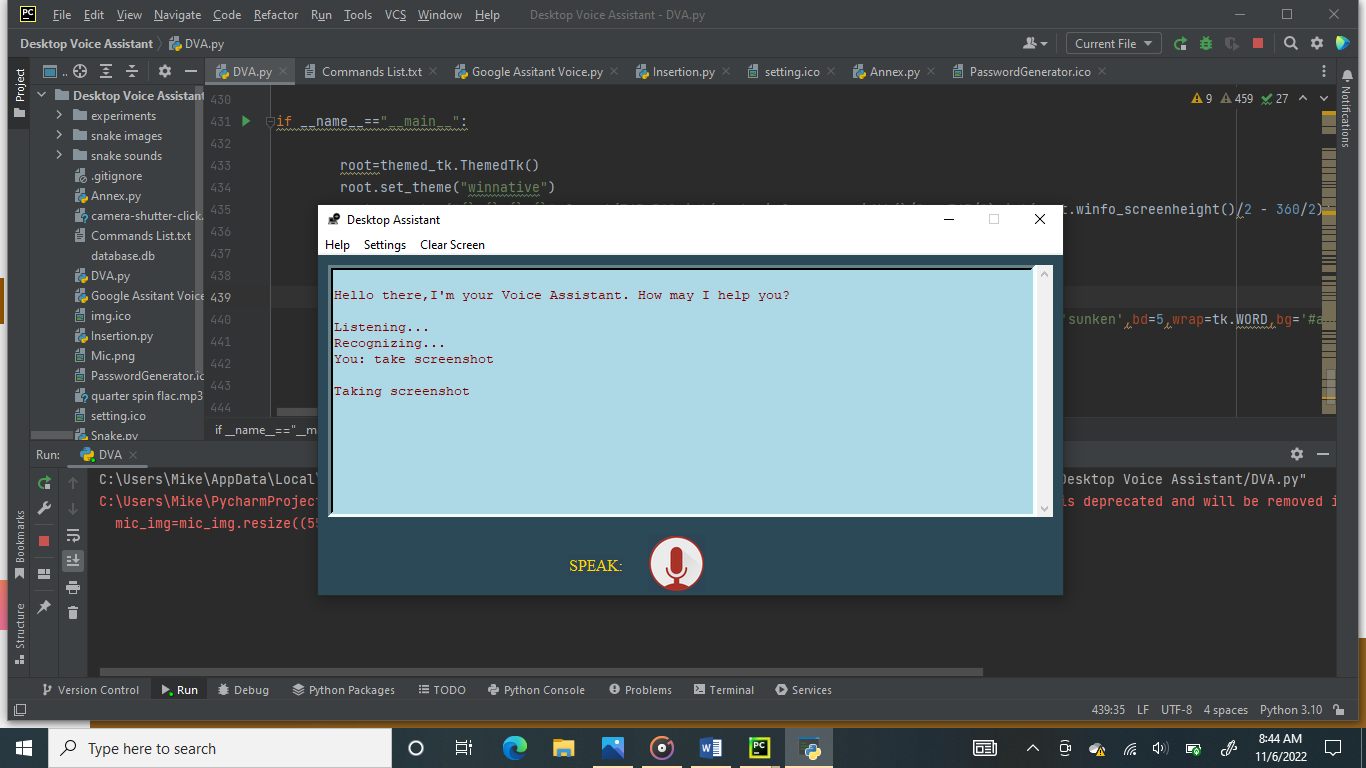 PC File Edit View Navigate Code Refactor Run Tools VCS Window Help Desktop Voice Assistant - DVA.py
Desktop Voice Assistant DVA.py Current File
Project .. DVA.py Commands List.txt Google Assitant Voice.py Insertion.py setting.ico Annex.py PasswordGenerator.ico
Notifications
Desktop Voice Assistant
experiments
snake images
snake sounds
.gitignore
Annex.py
camera-shutter-click.
Commands List.txt
database.db
DVA.py
Google Assitant Voice
img.ico
Insertion.py
Mic.png
PasswordGenerator.ic
quarter spin flac.mp3
setting.ico
Snake.py
9 459 27
430
431 if __name__=="__main__":
432
433 root=themed_tk.ThemedTk()
434 root.set_theme("winnative")
435 t.winfo_screenheight()/2 - 360/2)
436
437
438
439
440 'sunken',bd=5,wrap=tk.WORD,bg='#a
441
442
443
444
if __name__=="__m
Desktop Assistant
Help Settings Clear Screen
Hello there,I'm your Voice Assistant. How may I help you?
Listening...
Recognizing...
You: take screenshot
Taking screenshot
SPEAK:
Run: DVA
C:\Users\Mike\AppData\Local\ Desktop Voice Assistant/DVA.py"
C:\Users\Mike\PycharmProject is deprecated and will be removed i
mic_img=mic_img.resize((55
Bookmarks
Structure
Version Control Run Debug Python Packages TODO Python Console Problems Terminal Services
439:35 LF UTF-8 4 spaces Python 3.10
Type here to search
PC
8:44 AM
11/6/2022